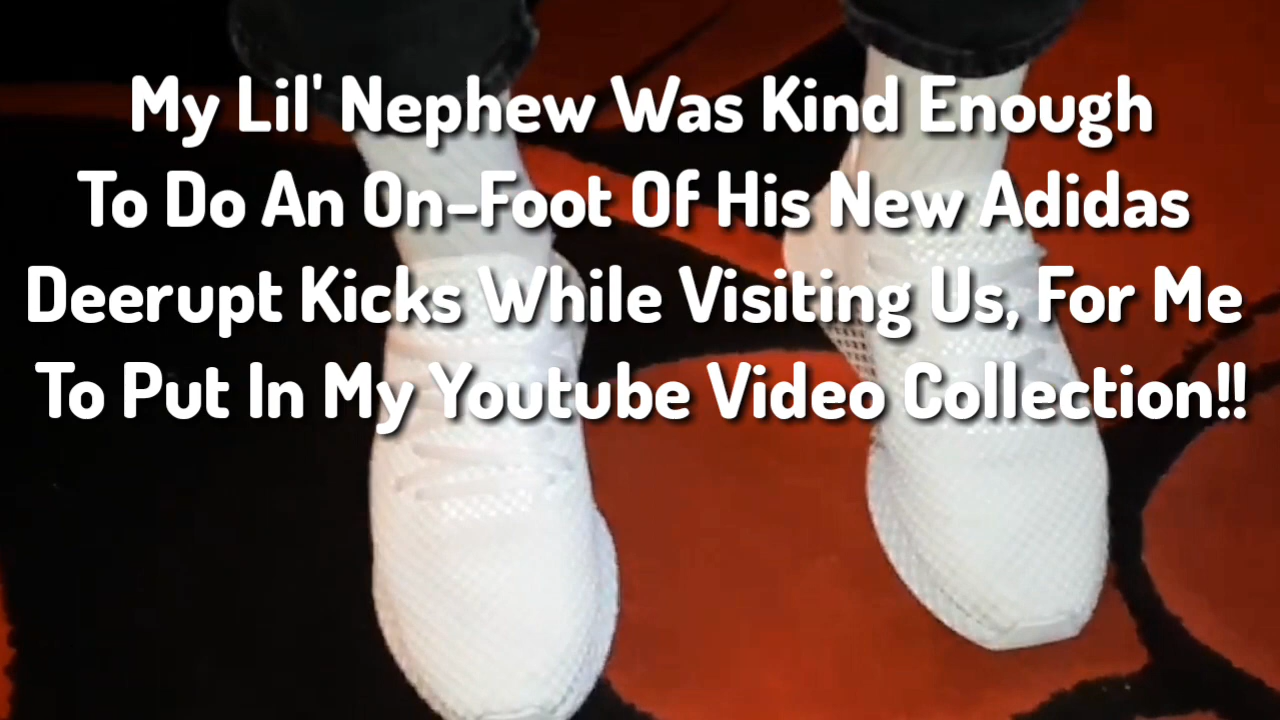 My Lil' Nephew Was Kind Enough
To Do An On-Foot Of His New Adidas
Deerupt Kicks While Visiting Us, For Me
To Put In My Youtube Video Collection!!